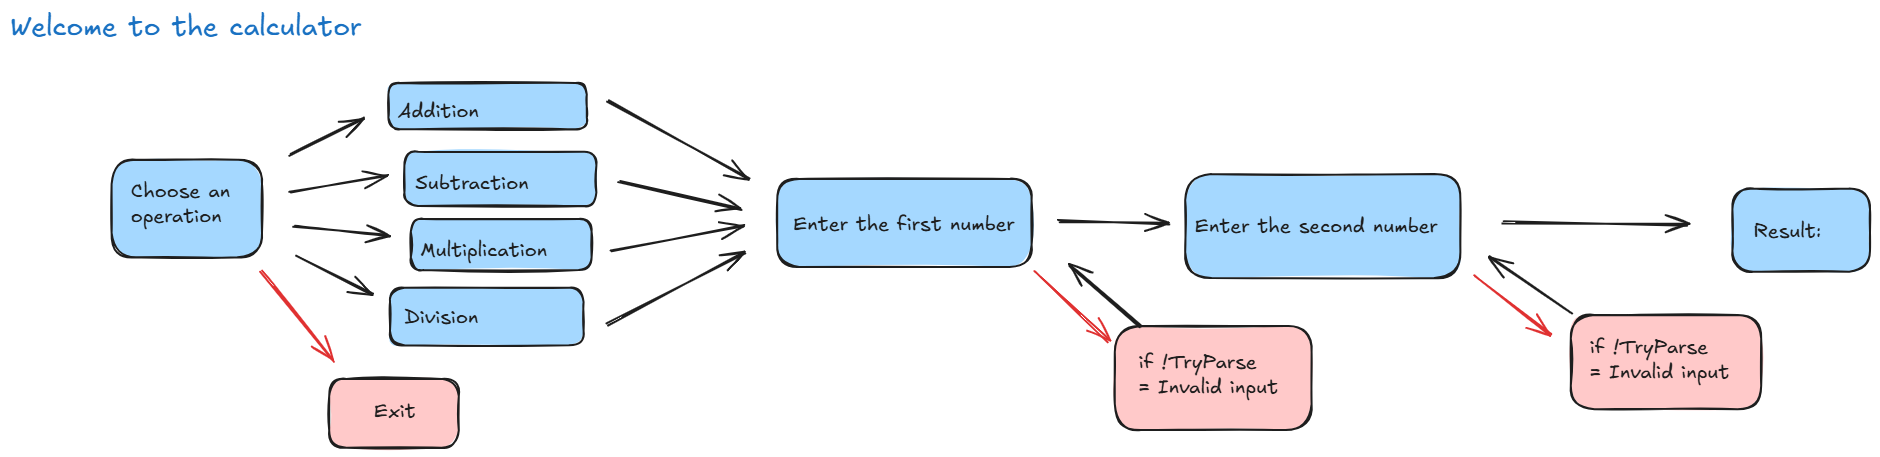 Welcome to the calculator
Choose an
operation
Addition
Subtraction
Multiplication
Division
Exit
Enter the first number
if !TryParse
= Invalid input
Enter the second number
if !TryParse
= Invalid input
Result: